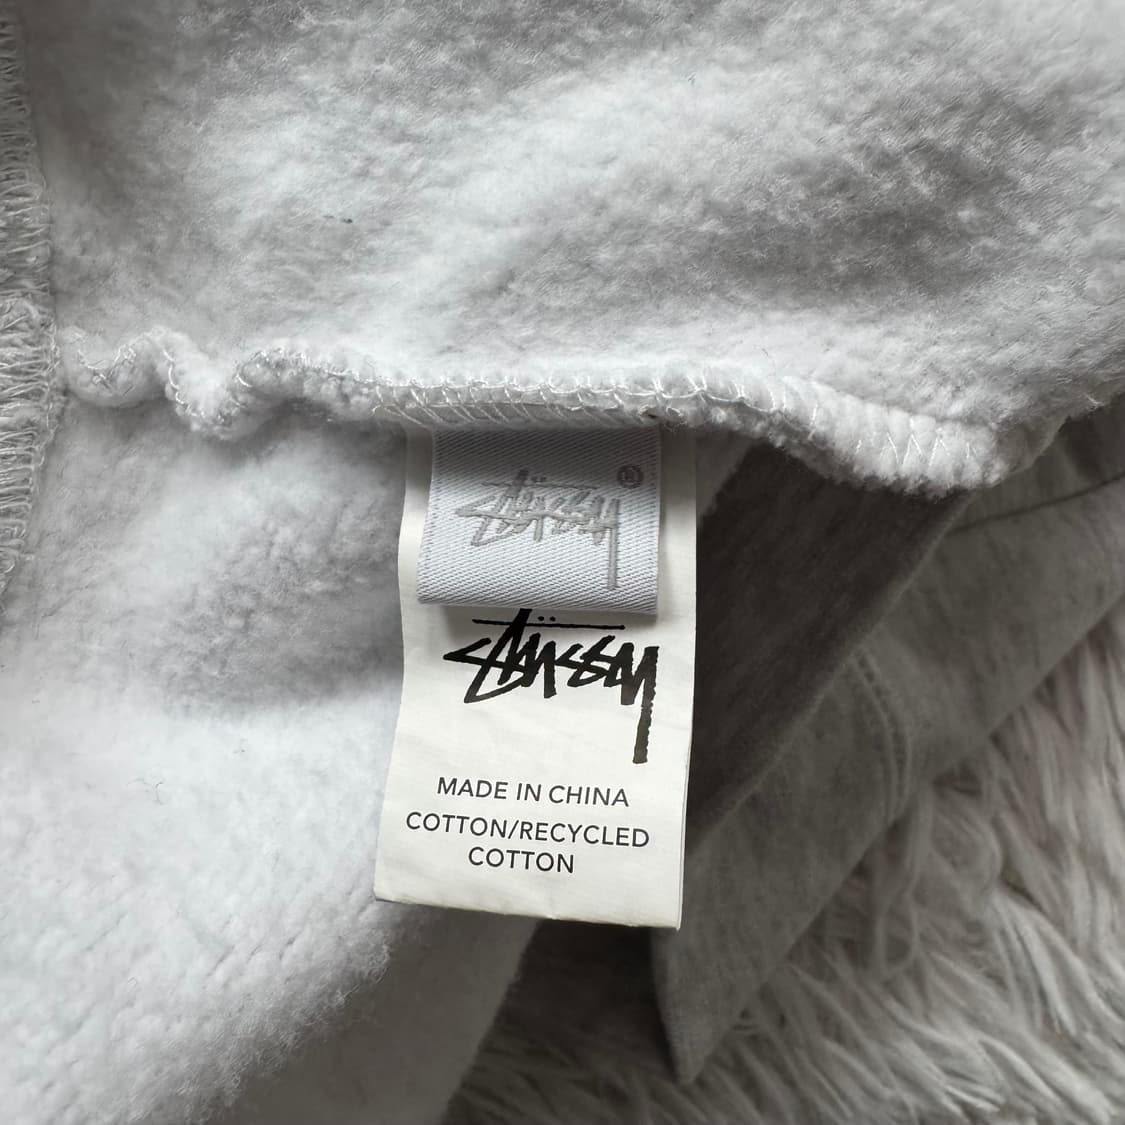 Stüssy ®
Stüssy
MADE IN CHINA
COTTON/RECYCLED
COTTON